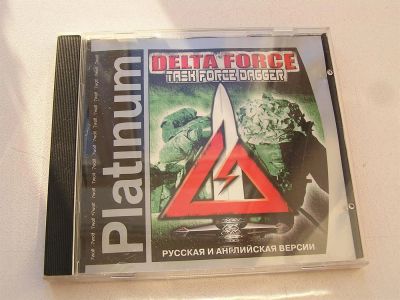 DELTA FORCE
TASK FORCE DAGGER
Platinum
РУССКАЯ И АНГЛИЙСКАЯ ВЕРСИИ